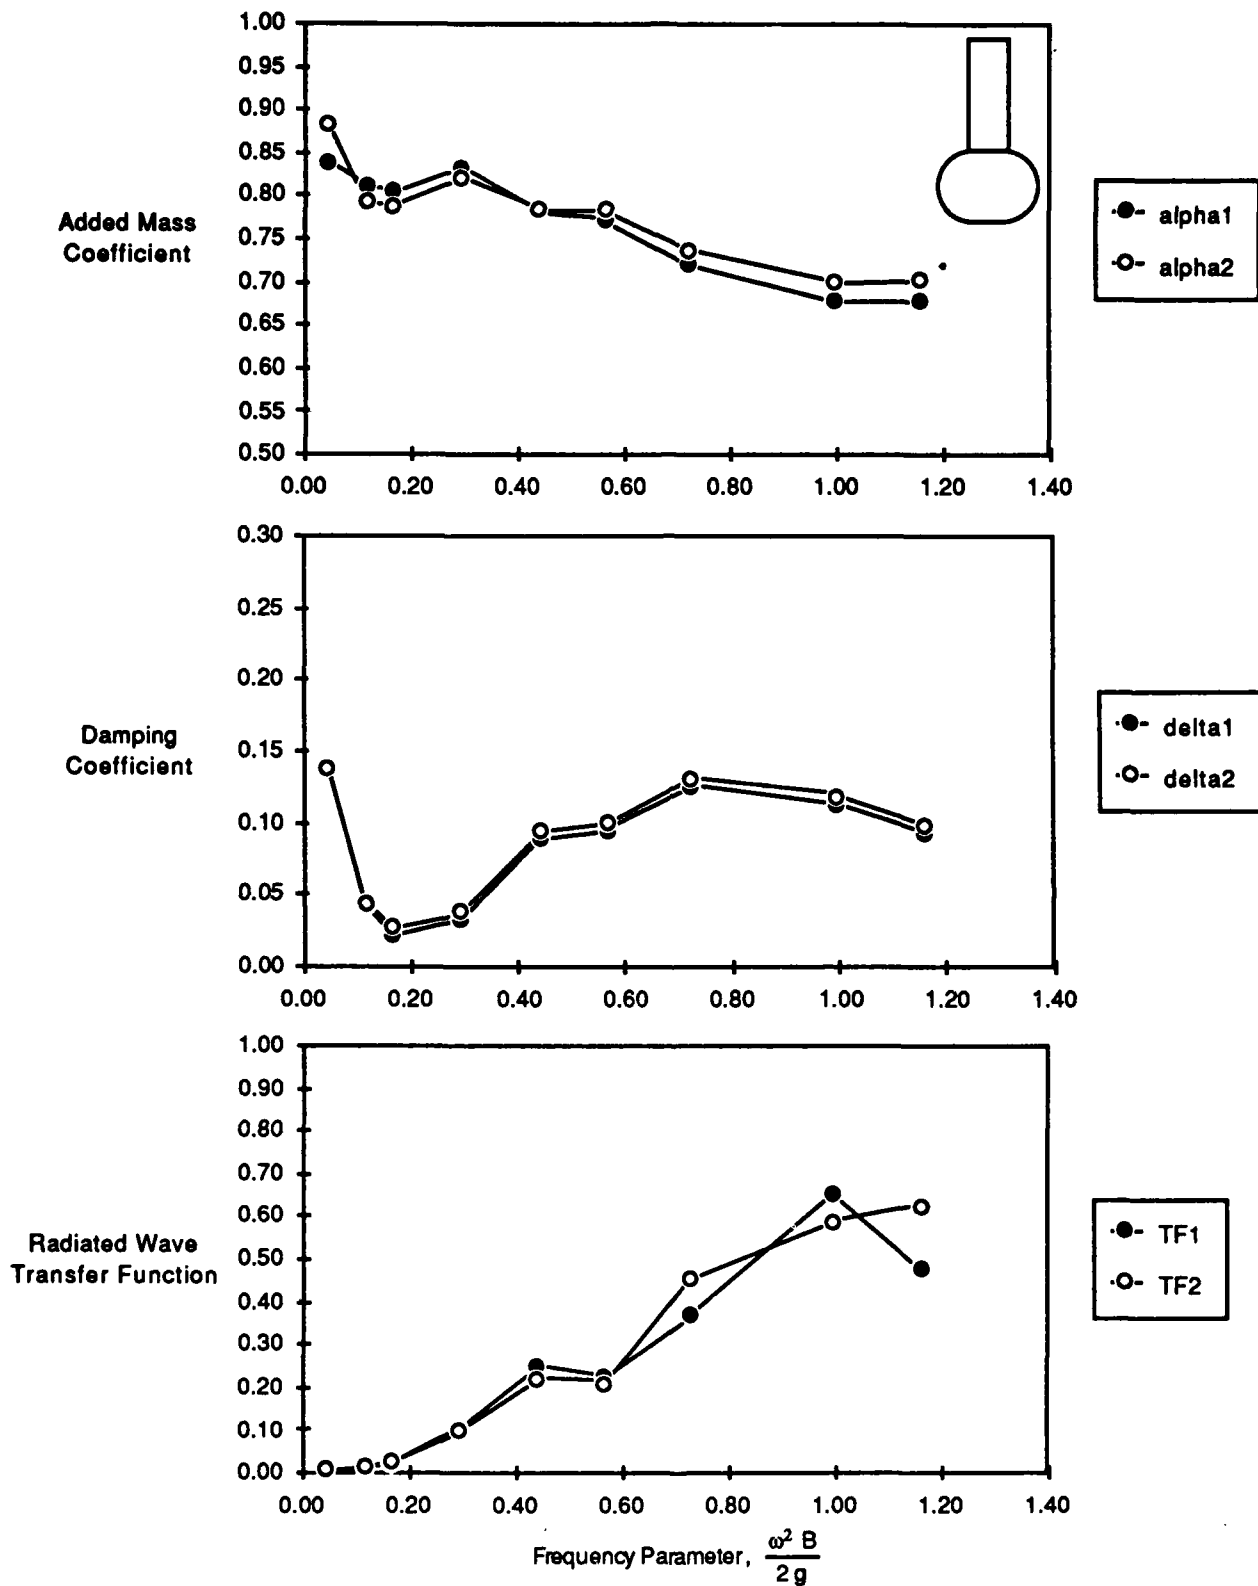 1.00
0.95
0.90
0.85
0.80
0.75
0.70
0.65
0.60
0.55
0.50
Added Mass
Coefficient
0.00 0.20 0.40 0.60 0.80 1.00 1.20 1.40
alpha1
alpha2
0.30
0.25
0.20
0.15
0.10
0.05
0.00
Damping
Coefficient
0.00 0.20 0.40 0.60 0.80 1.00 1.20 1.40
delta1
delta2
1.00
0.90
0.80
0.70
0.60
0.50
0.40
0.30
0.20
0.10
0.00
Radiated Wave
Transfer Function
0.00 0.20 0.40 0.60 0.80 1.00 1.20 1.40
TF1
TF2
Frequency Parameter, ω² B
2 g